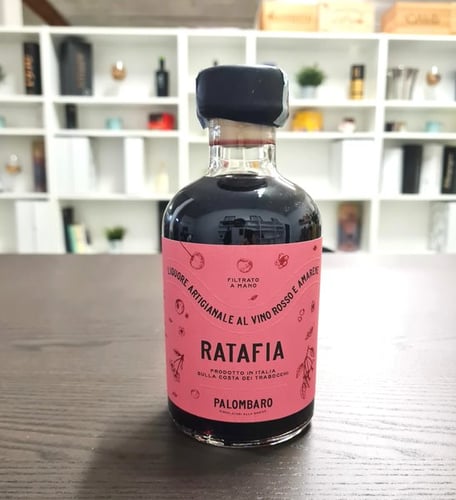 FILTRATO
A MANO
LIQUORE ARTIGIANALE AL VINO ROSSO E AMARENE
RATAFIA
PRODOTTO IN ITALIA
SULLA COSTA DEI TRABOCCHI
PALOMBARO